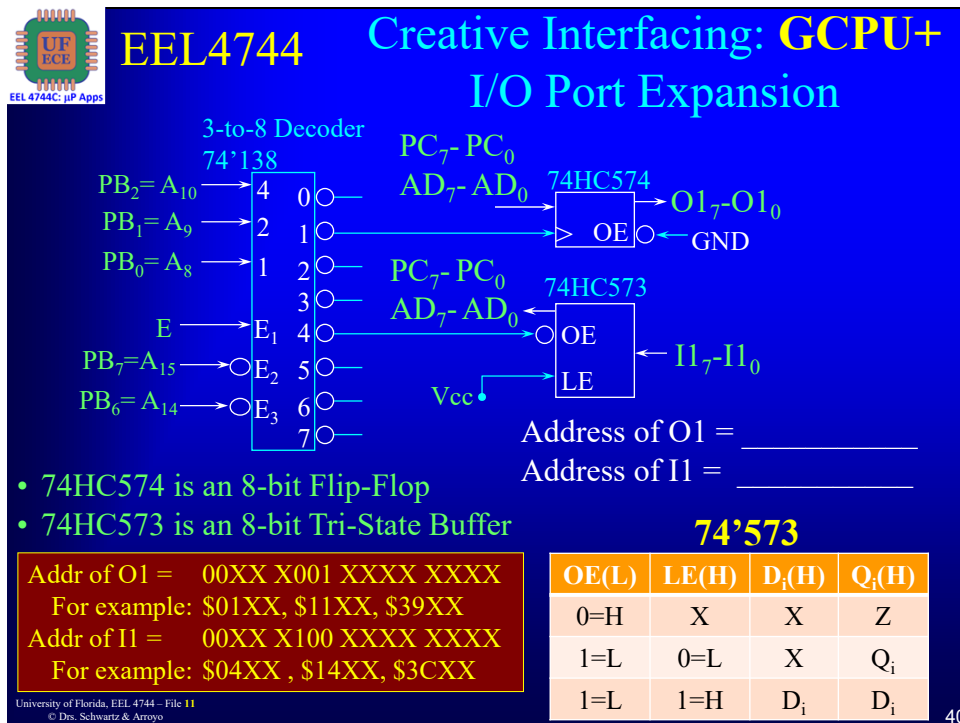 UF
ECE
EEL 4744C: µP Apps
EEL4744
Creative Interfacing: GCPU+
I/O Port Expansion
3-to-8 Decoder
74'138
PB₂= A₁₀
PB₁= A₉
PB₀= A₈
E
PB₇=A₁₅
PB₆= A₁₄
4
2
1
E₁
E₂
E₃
0
1
2
3
4
5
6
7
PC₇- PC₀
AD₇- AD₀
74HC574
OE
O1₇-O1₀
GND
PC₇- PC₀
AD₇- AD₀
74HC573
OE
LE
I1₇-I1₀
Vcc
Address of O1 = ___________
Address of I1 = ___________
• 74HC574 is an 8-bit Flip-Flop
• 74HC573 is an 8-bit Tri-State Buffer
Addr of O1 = 00XX X001 XXXX XXXX
For example: $01XX, $11XX, $39XX
Addr of I1 = 00XX X100 XXXX XXXX
For example: $04XX , $14XX, $3CXX
74'573
OE(L) LE(H) Dᵢ(H) Qᵢ(H)
0=H X X Z
1=L 0=L X Qᵢ
1=L 1=H Dᵢ Dᵢ
University of Florida, EEL 4744 – File 11
© Drs. Schwartz & Arroyo
40